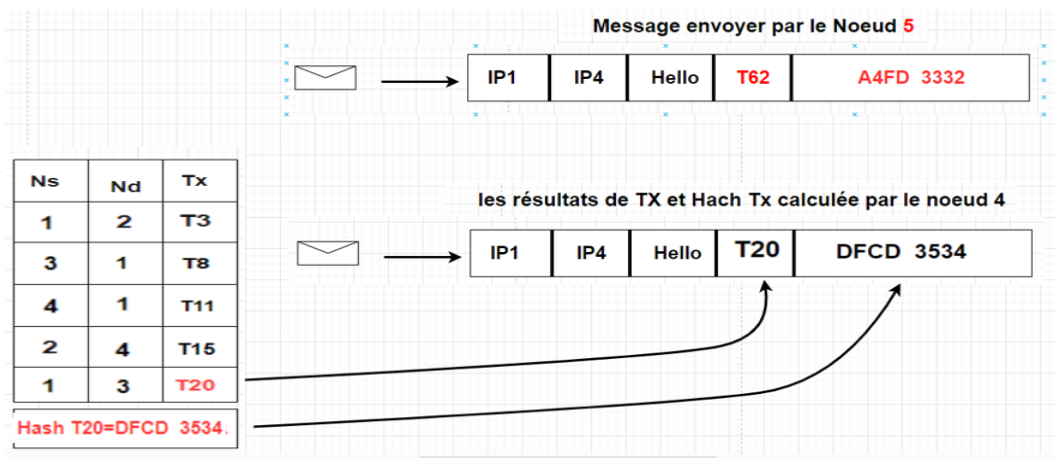 Message envoyer par le Noeud 5
IP1 IP4 Hello T62 A4FD 3332
Ns Nd Tx
1 2 T3
3 1 T8
4 1 T11
2 4 T15
1 3 T20
Hash T20=DFCD 3534.
les résultats de TX et Hach Tx calculée par le noeud 4
IP1 IP4 Hello T20 DFCD 3534